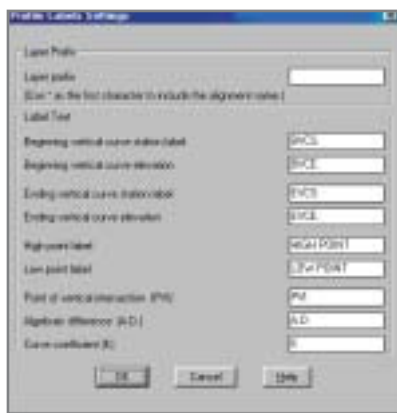 Profile Labels Settings
Layer Prefix
Layer prefix
(Use * as the first character to include the alignment name.)
Label Text
Beginning vertical curve station label BVCS
Beginning vertical curve elevation BVCE
Ending vertical curve station label EVCS
Ending vertical curve elevation EVCE
High point label HIGH POINT
Low point label LOW POINT
Point of vertical intersection (PVI) PVI
Algebraic difference (A.D.) A.D.
Curve coefficient (K) K
OK Cancel Help